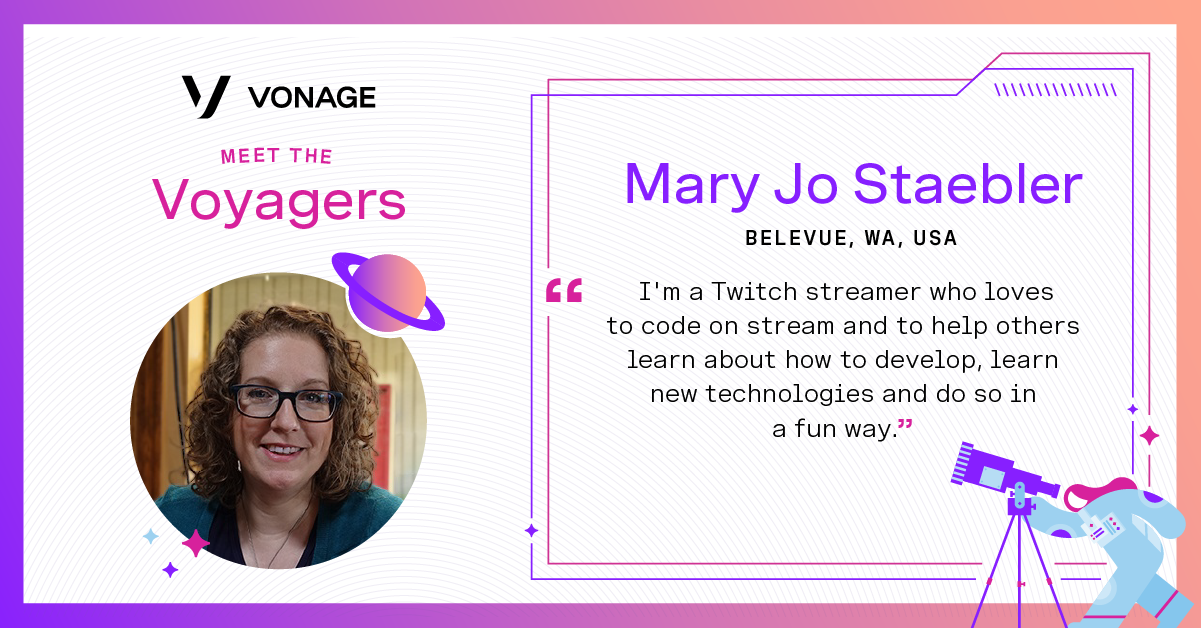 VONAGE
MEET THE
Voyagers
Mary Jo Staebler
BELEVUE, WA, USA
“ I'm a Twitch streamer who loves
to code on stream and to help others
learn about how to develop, learn
new technologies and do so in
a fun way.”